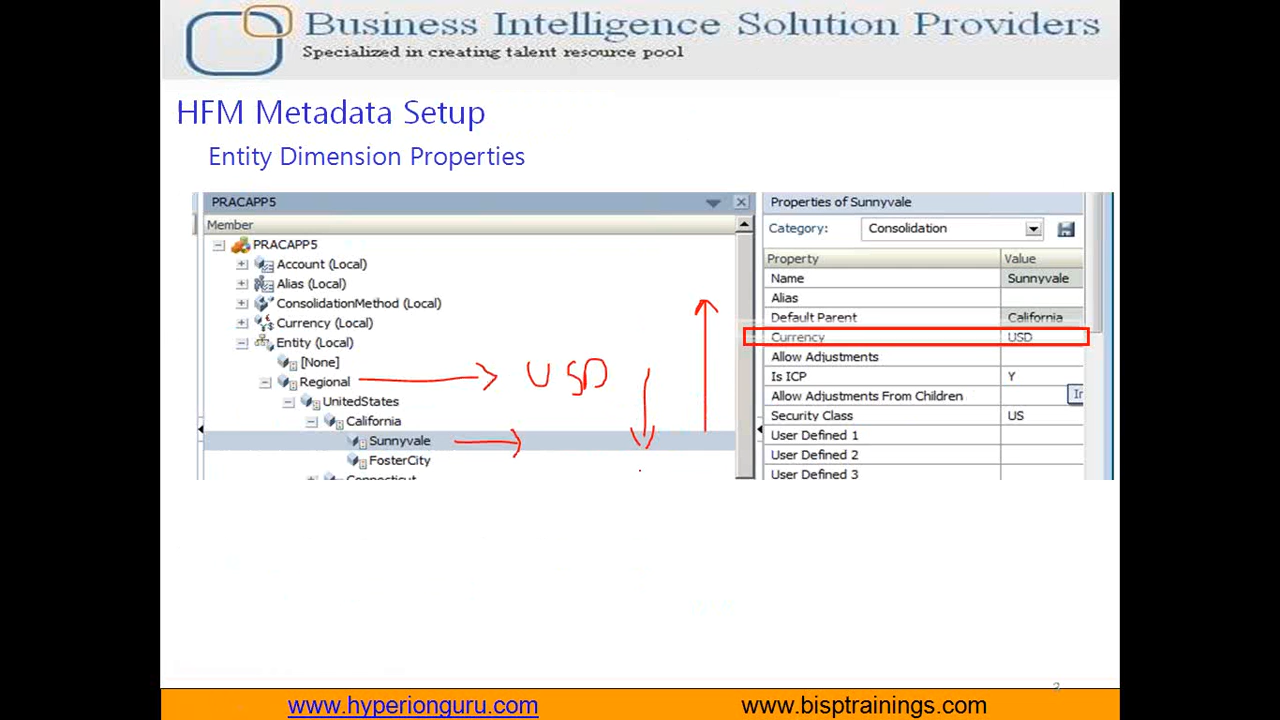 Business Intelligence Solution Providers
Specialized in creating talent resource pool
HFM Metadata Setup
Entity Dimension Properties
PRACAPP5
Member
PRACAPP5
Account (Local)
Alias (Local)
ConsolidationMethod (Local)
Currency (Local)
Entity (Local)
[None]
Regional
USD
UnitedStates
California
Sunnyvale
FosterCity
Connecticut
Properties of Sunnyvale
Category: Consolidation
Property Value
Name Sunnyvale
Alias
Default Parent California
Currency USD
Allow Adjustments
Is ICP Y
Allow Adjustments From Children
Security Class US
User Defined 1
User Defined 2
User Defined 3
www.hyperionguru.com www.bisptrainings.com